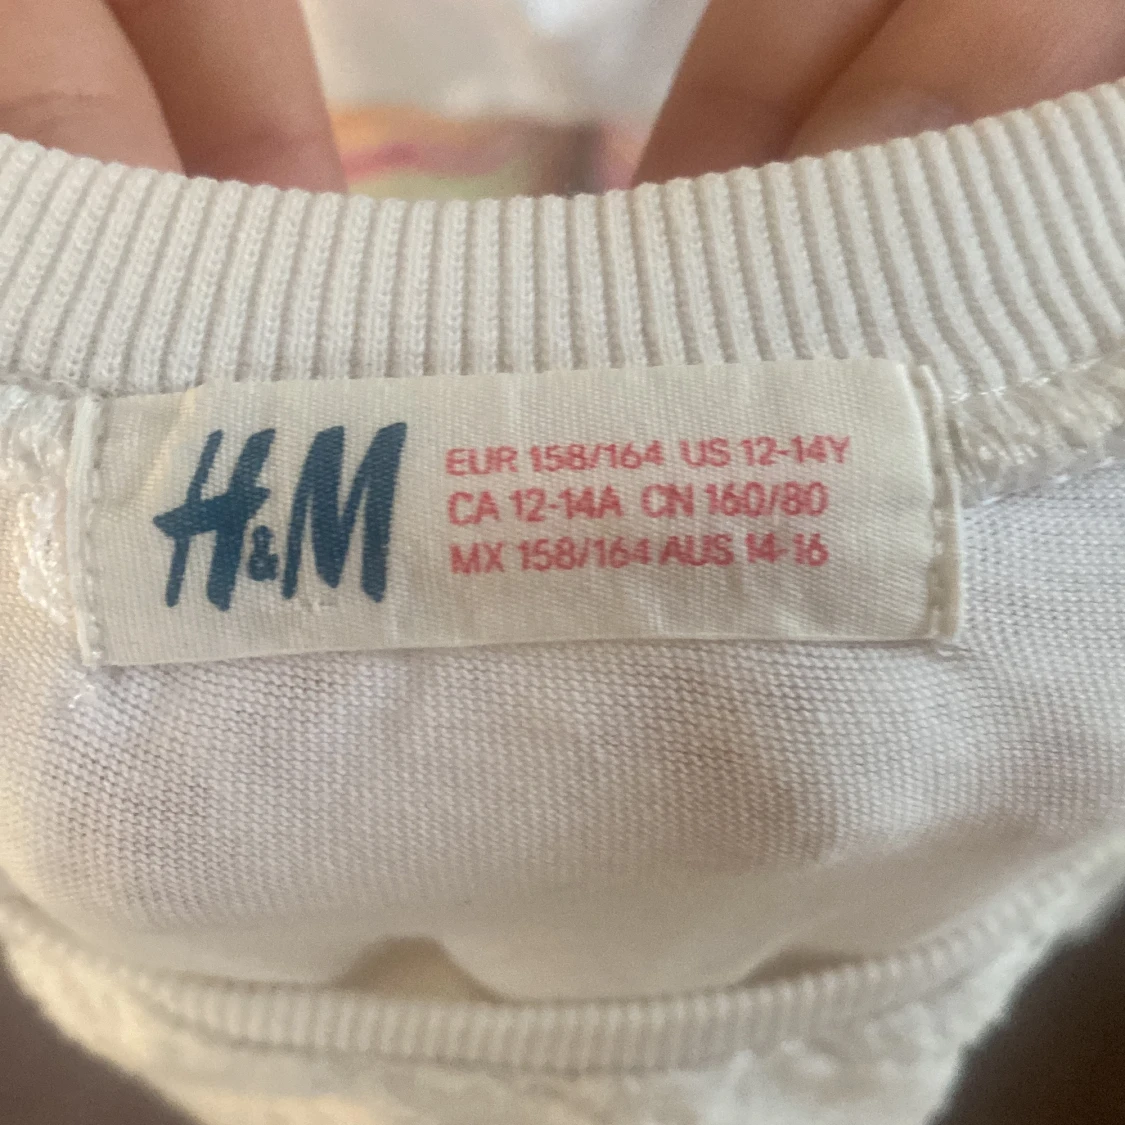 H&M
EUR 158/164 US 12-14Y
CA 12-14A CN 160/80
MX 158/164 AUS 14-16